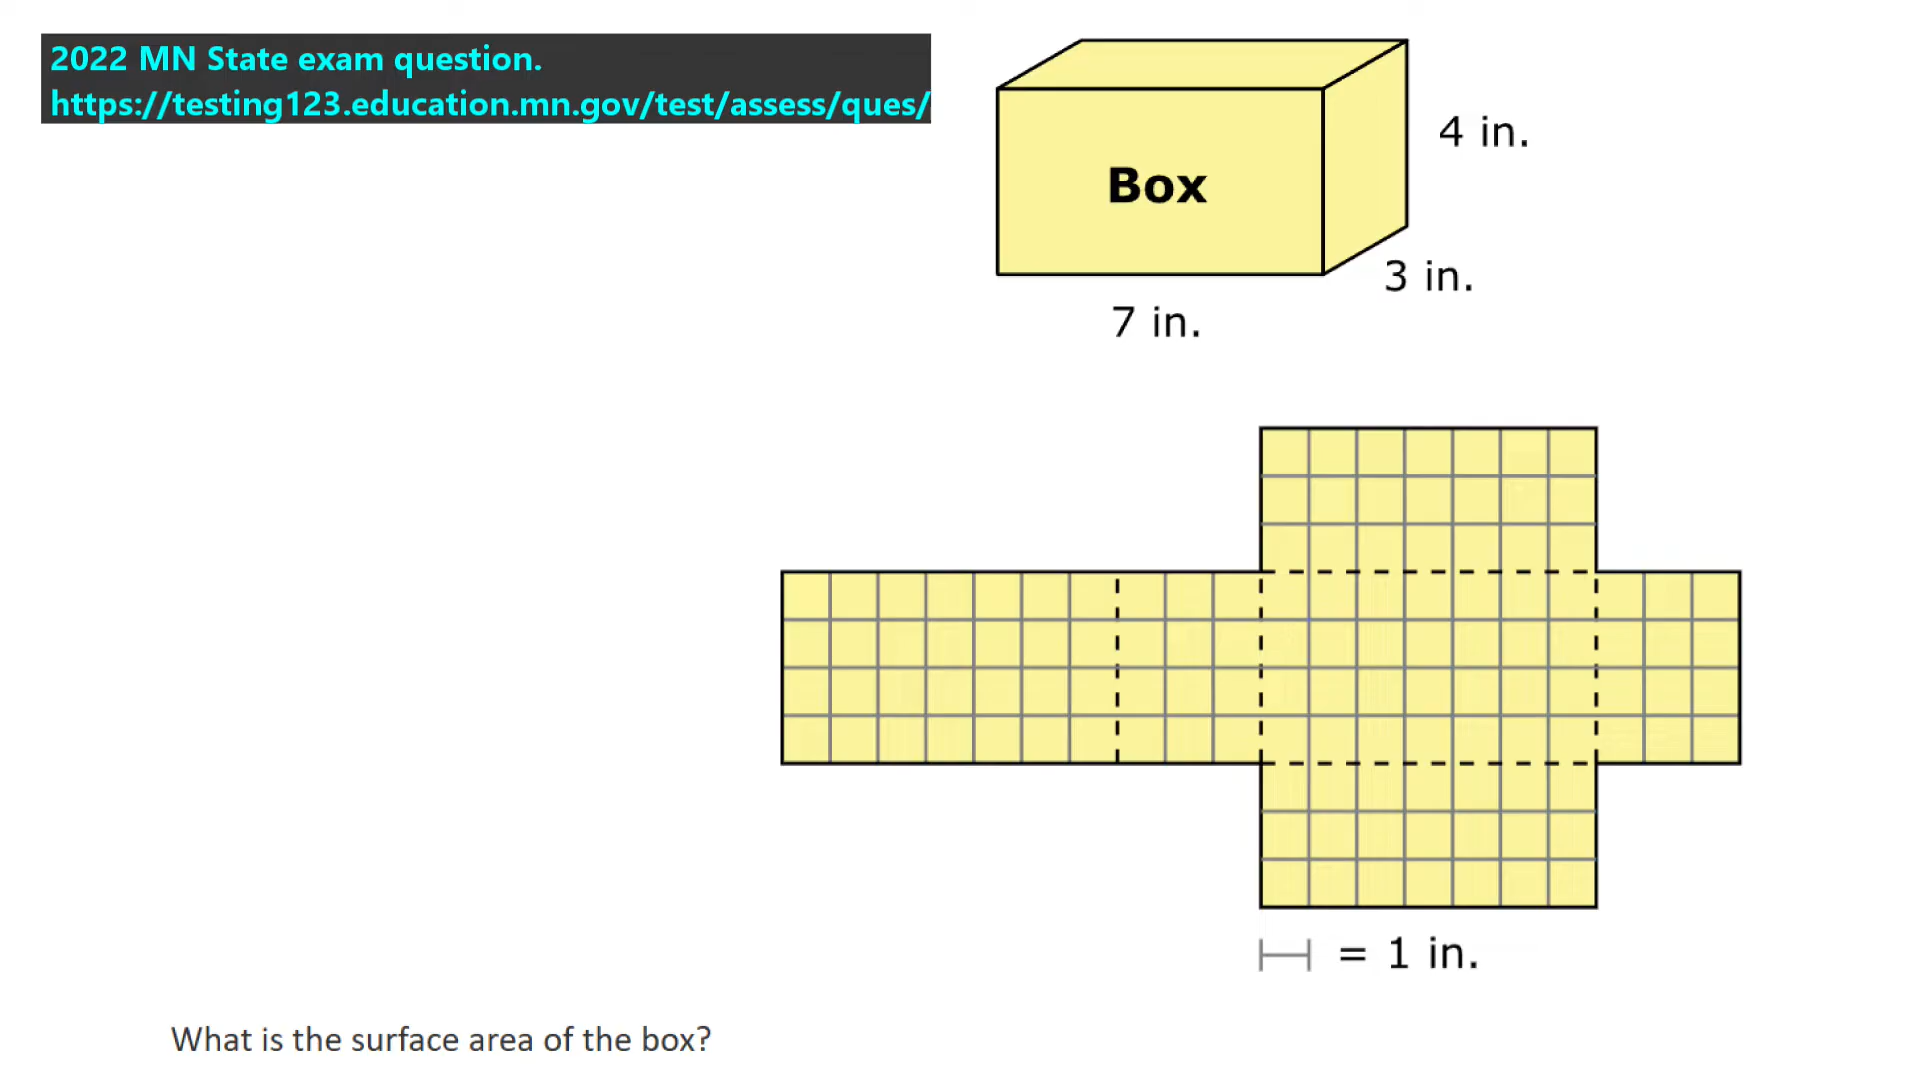 2022 MN State exam question.
https://testing123.education.mn.gov/test/assess/ques/
4 in.
Box
3 in.
7 in.
= 1 in.
What is the surface area of the box?